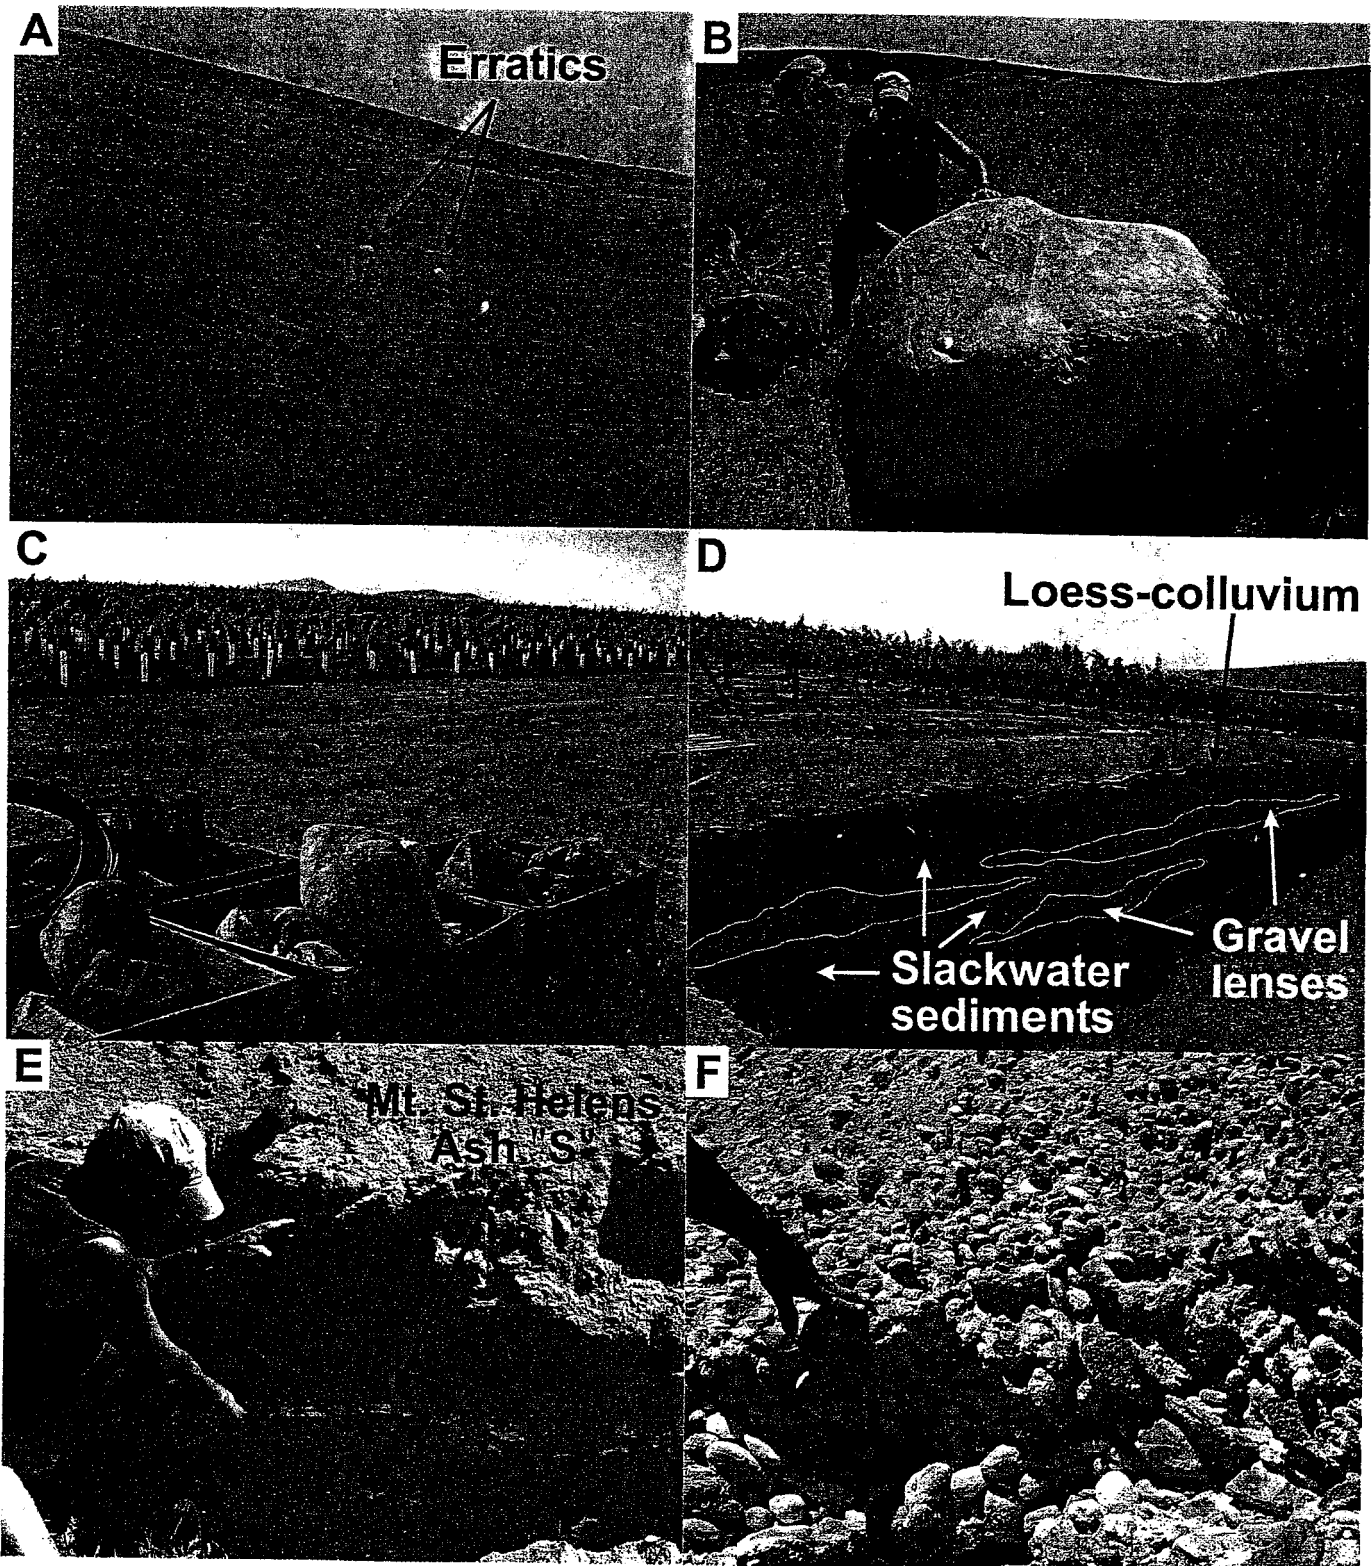 A
Erratics
B
C
D
Loess-colluvium
Slackwater
sediments
Gravel
lenses
E
Mt. St. Helens
Ash "S"
F